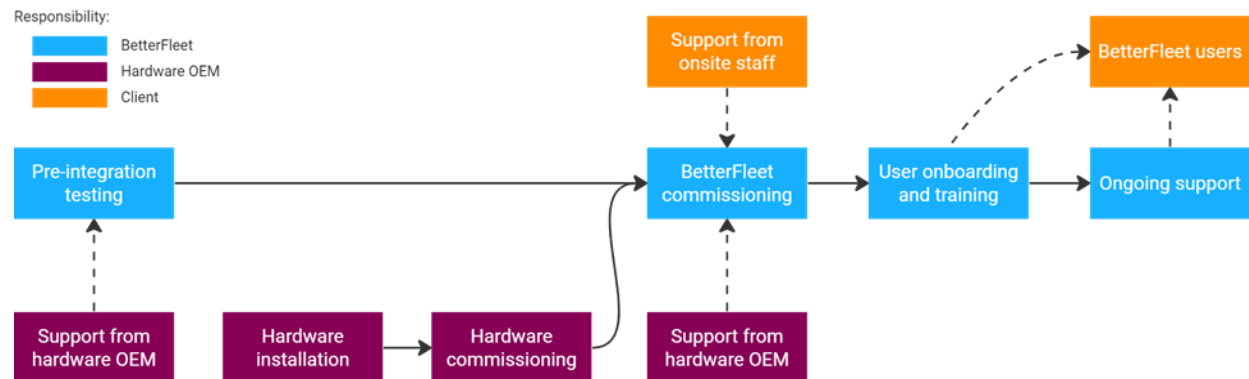 Responsibility:
BetterFleet
Hardware OEM
Client
Support from
onsite staff
BetterFleet users
Pre-integration
testing
BetterFleet
commissioning
User onboarding
and training
Ongoing support
Support from
hardware OEM
Hardware
installation
Hardware
commissioning
Support from
hardware OEM